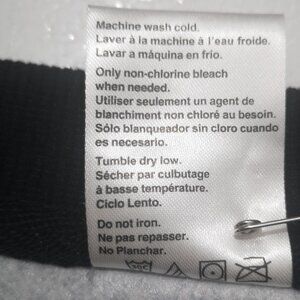 Machine wash cold.
Laver à la machine à l'eau froide.
Lavar a máquina en frio.
Only non-chlorine bleach
when needed.
Utiliser seulement un agent de
blanchiment non chloré au besoin.
Sólo blanqueador sin cloro cuando
es necesario.
Tumble dry low.
Sécher par culbutage
à basse température.
Ciclo Lento.
Do not iron.
Ne pas repasser.
No Planchar.
30C